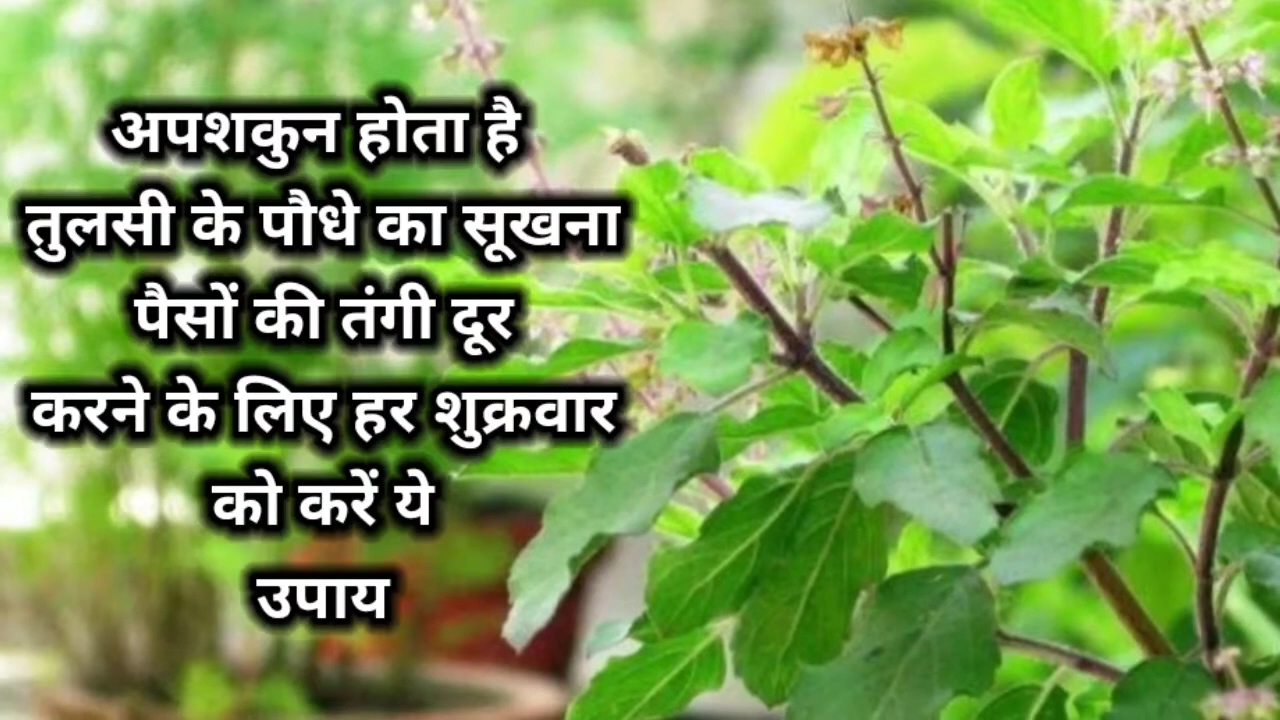 अपशकुन होता है
तुलसी के पौधे का सूखना
पैसों की तंगी दूर
करने के लिए हर शुक्रवार
को करें ये
उपाय